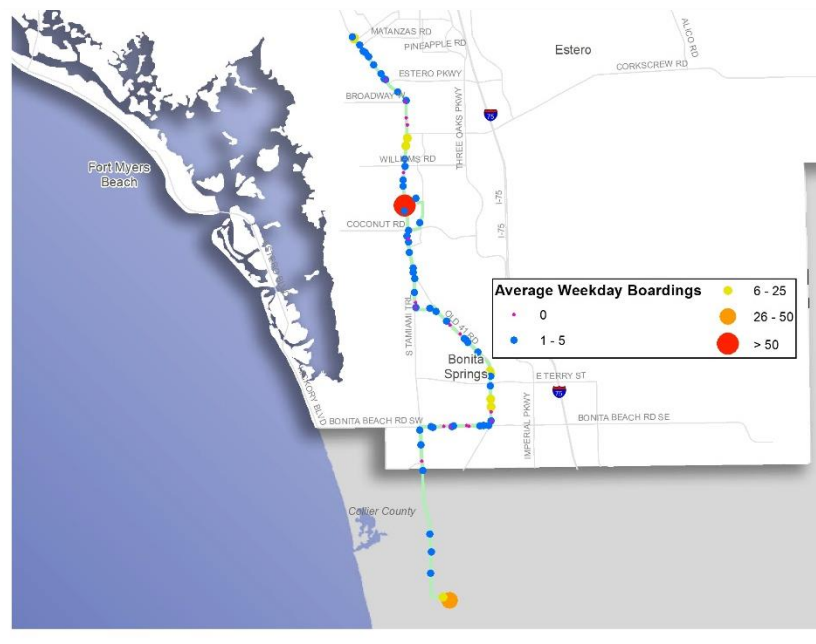 MATANZAS RD
PINEAPPLE RD
ALICO RD
Estero
CORKSCREW RD
ESTERO PKWY
BROADWAY W
THREE OAKS PKWY
75
WILLIAMS RD
Fort Myers
Beach
I-75
COCONUT RD
I-75
Average Weekday Boardings
0
1 - 5
6 - 25
26 - 50
> 50
S TAMIAMI TRL
OLD 41 RD
Bonita
Springs
E TERRY ST
75
HICKORY BLVD
BONITA BEACH RD SW
IMPERIAL PKWY
BONITA BEACH RD SE
Collier County